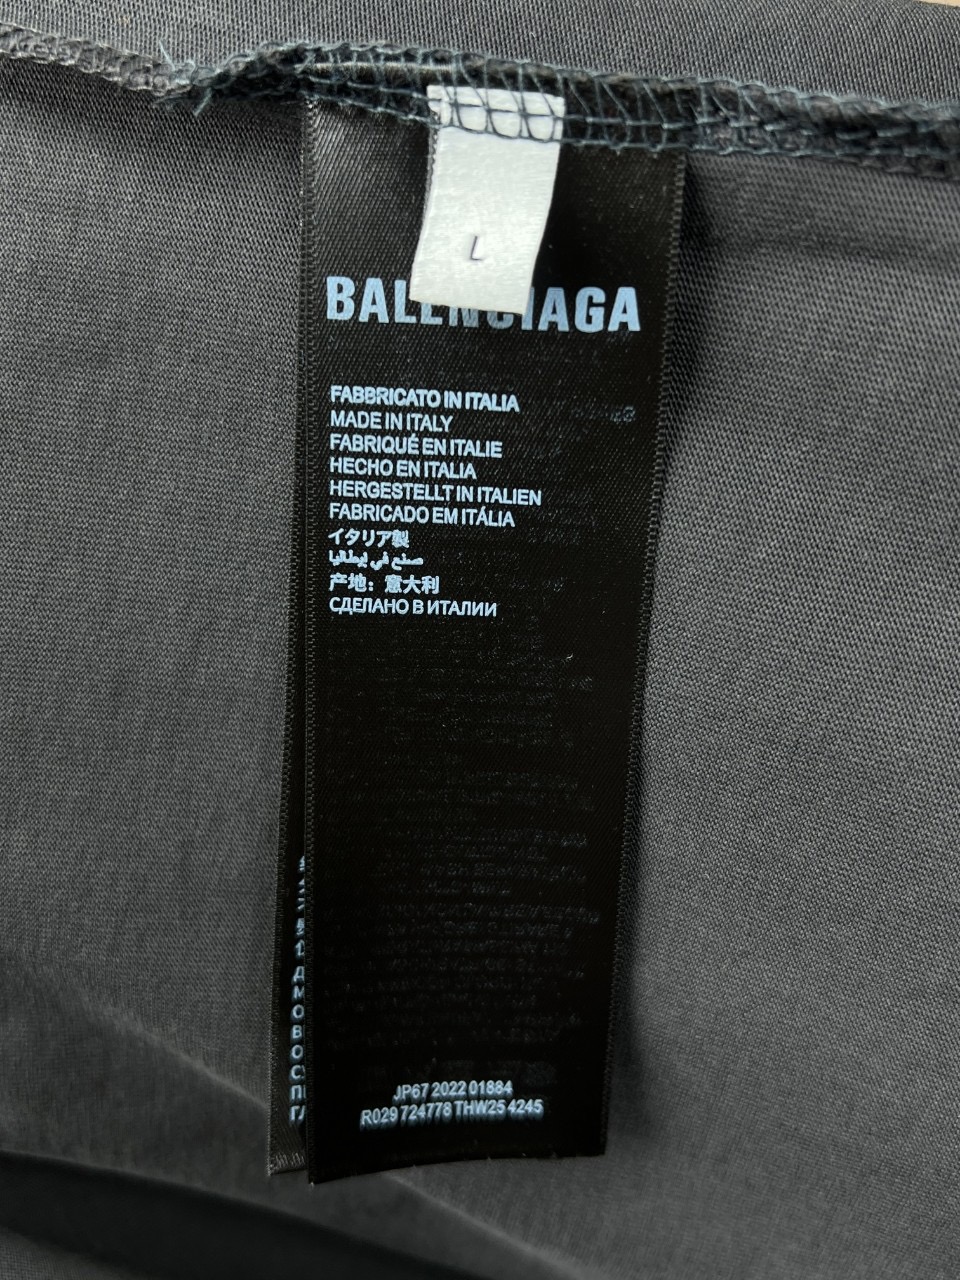 L
BALENCIAGA
FABBRICATO IN ITALIA
MADE IN ITALY
FABRIQUÉ EN ITALIE
HECHO EN ITALIA
HERGESTELLT IN ITALIEN
FABRICADO EM ITÁLIA
イタリア製
صنع في إيطاليا
产地：意大利
СДЕЛАНО В ИТАЛИИ
JP67 2022 01884
R029 724778 THW25 4245